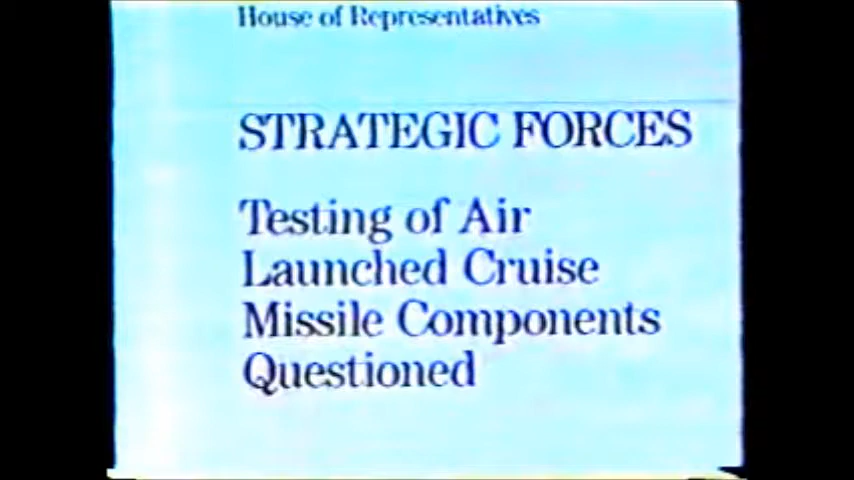 House of Representatives
STRATEGIC FORCES
Testing of Air
Launched Cruise
Missile Components
Questioned